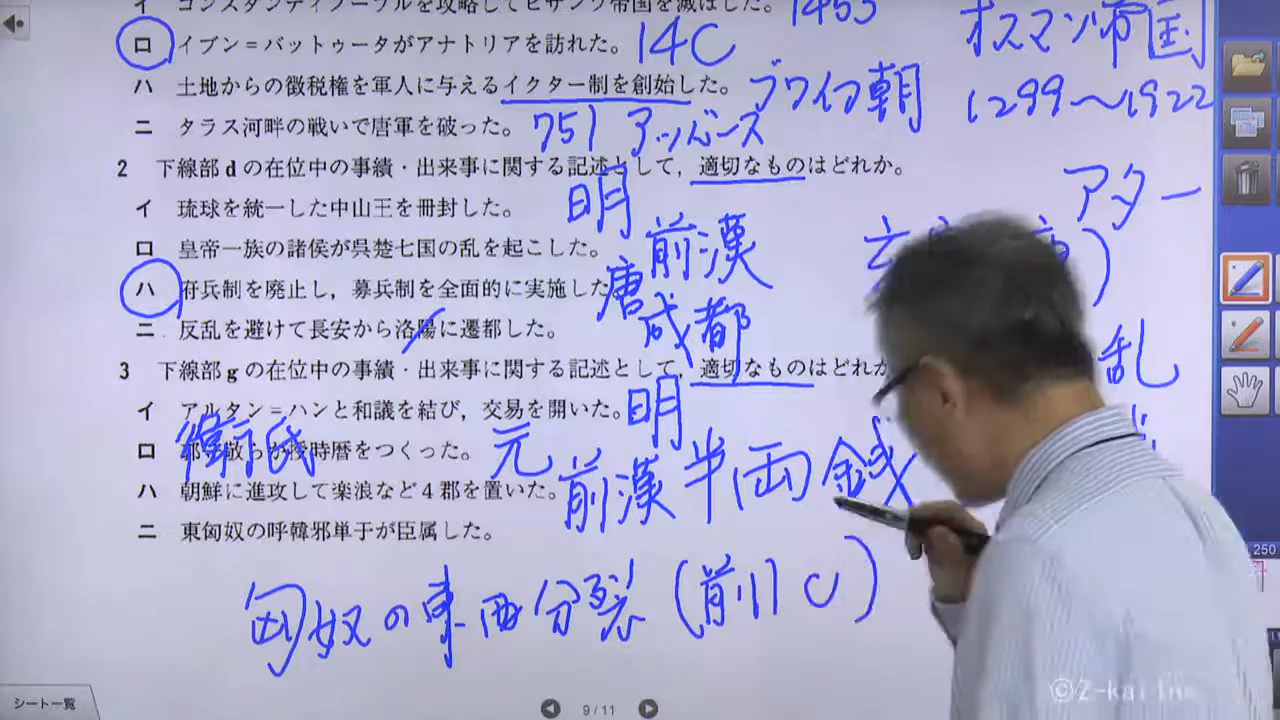 イ コンスタンティノープルを攻略してビザンツ帝国を滅ぼした。 1453
オスマン帝国
ロ イブン＝バットゥータがアナトリアを訪れた。 14C
ハ 土地からの徴税権を軍人に与えるイクター制を創始した。 ブワイフ朝
1299〜1922
ニ タラス河畔の戦いで唐軍を破った。 751 アッバース
2 下線部 d の在位中の事績・出来事に関する記述として，適切なものはどれか。
アター
イ 琉球を統一した中山王を冊封した。 明
ロ 皇帝一族の諸侯が呉楚七国の乱を起こした。 前漢
ハ 府兵制を廃止し，募兵制を全面的に実施した 唐
ニ 反乱を避けて長安から洛陽に遷都した。 成都
乱
3 下線部 g の在位中の事績・出来事に関する記述として，適切なものはどれか
イ アルタン＝ハンと和議を結び，交易を開いた。 明
衛氏
ロ 授時暦をつくった。 元
ハ 朝鮮に進攻して楽浪など4郡を置いた。 前漢 半両銭
ニ 東匈奴の呼韓邪単于が臣属した。
匈奴の東西分裂（前1C）
シート一覧
9/11
250